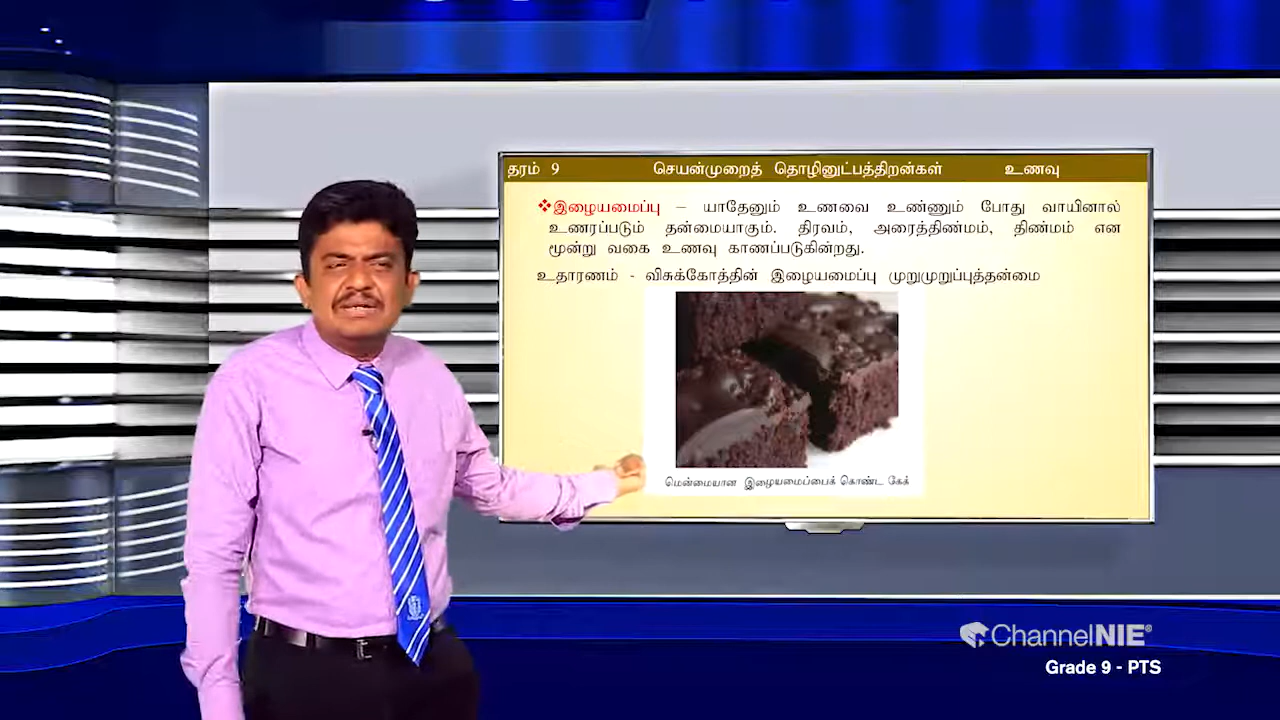 தரம் 9 செயன்முறைத் தொழினுட்பத்திறன்கள் உணவு
❖இழையமைப்பு – யாதேனும் உணவை உண்ணும் போது வாயினால்
உணரப்படும் தன்மையாகும். திரவம், அரைத்திண்மம், திண்மம் என
மூன்று வகை உணவு காணப்படுகின்றது.
உதாரணம் - விசுக்கோத்தின் இழையமைப்பு முறுமுறுப்புத்தன்மை
மென்மையான இழையமைப்பைக் கொண்ட கேக்
ChannelNIE®
Grade 9 - PTS